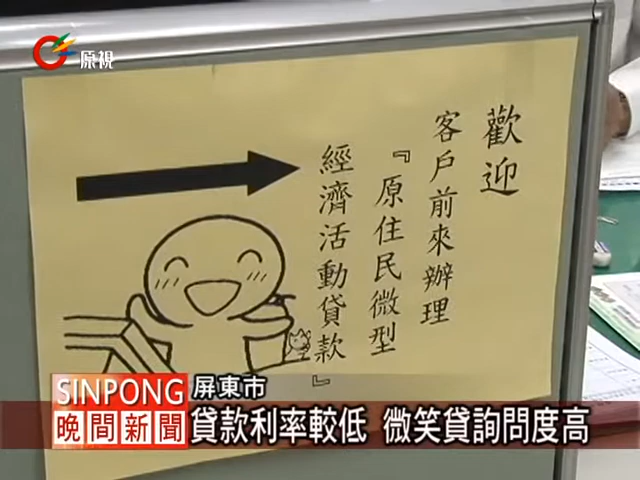 原視
歡迎
客戶前來辦理
『原住民微型
經濟活動貸款』
SINPONG
晚間新聞
屏東市
貸款利率較低 微笑貸詢問度高